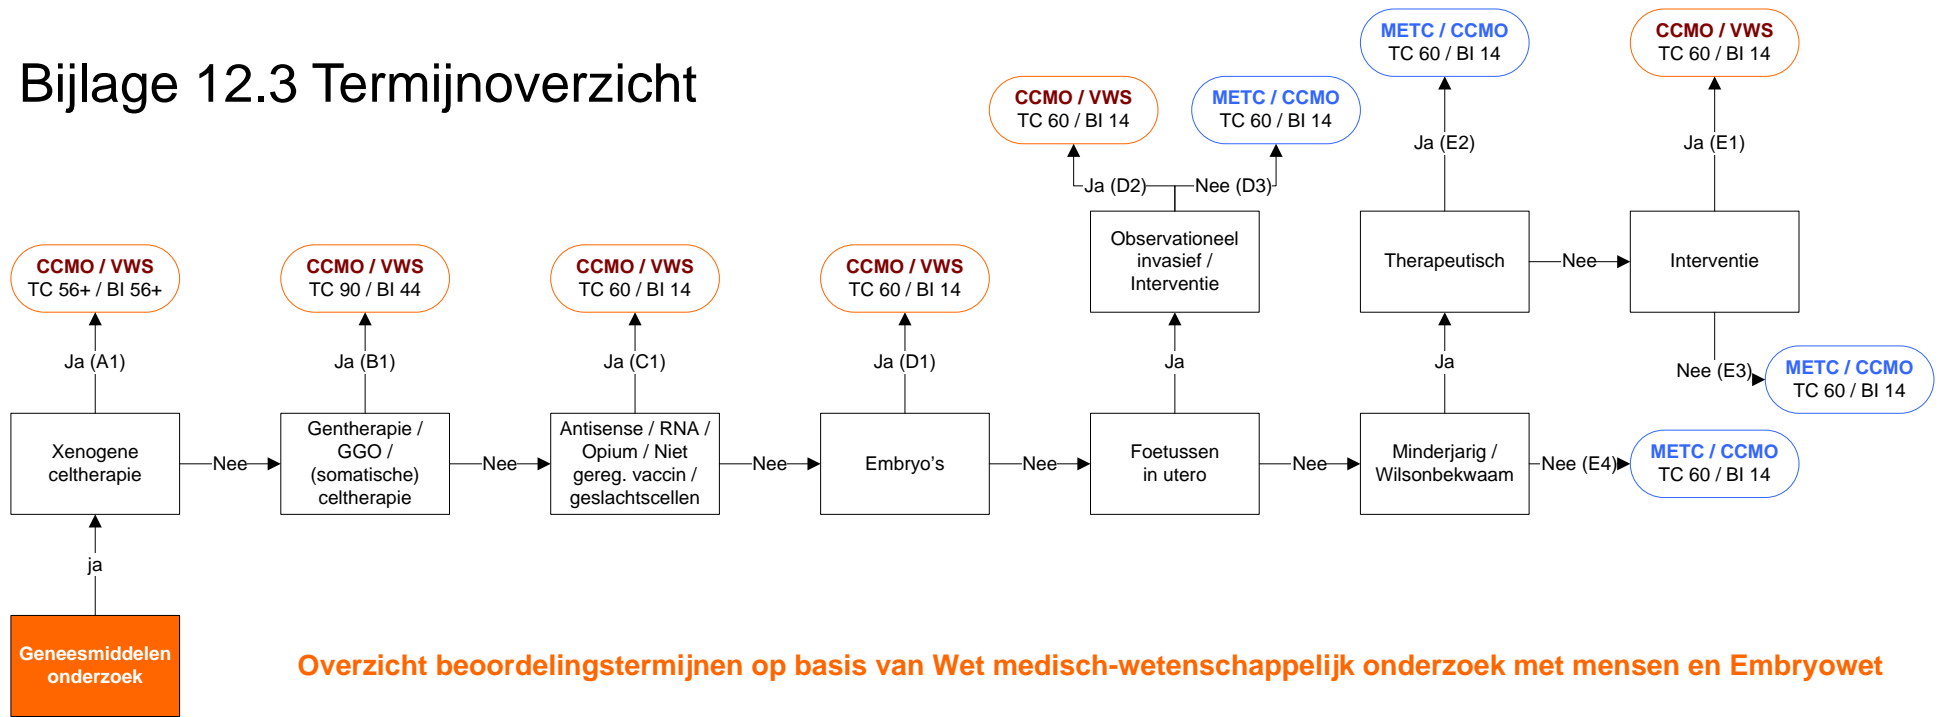 Bijlage 12.3 Termijnoverzicht
METC / CCMO
TC 60 / BI 14
CCMO / VWS
TC 60 / BI 14
CCMO / VWS
TC 60 / BI 14
METC / CCMO
TC 60 / BI 14
Ja (E2)
Ja (E1)
Ja (D2)
Nee (D3)
Observationeel
invasief /
Interventie
Therapeutisch
Nee
Interventie
CCMO / VWS
TC 56+ / BI 56+
CCMO / VWS
TC 90 / BI 44
CCMO / VWS
TC 60 / BI 14
CCMO / VWS
TC 60 / BI 14
Ja (A1)
Ja (B1)
Ja (C1)
Ja (D1)
Ja
Ja
Nee (E3)
METC / CCMO
TC 60 / BI 14
Xenogene
celtherapie
Nee
Gentherapie /
GGO /
(somatische)
celtherapie
Nee
Antisense / RNA /
Opium / Niet
gereg. vaccin /
geslachtscellen
Nee
Embryo's
Nee
Foetussen
in utero
Nee
Minderjarig /
Wilsonbekwaam
Nee (E4)
METC / CCMO
TC 60 / BI 14
ja
Geneesmiddelen
onderzoek
Overzicht beoordelingstermijnen op basis van Wet medisch-wetenschappelijk onderzoek met mensen en Embryowet